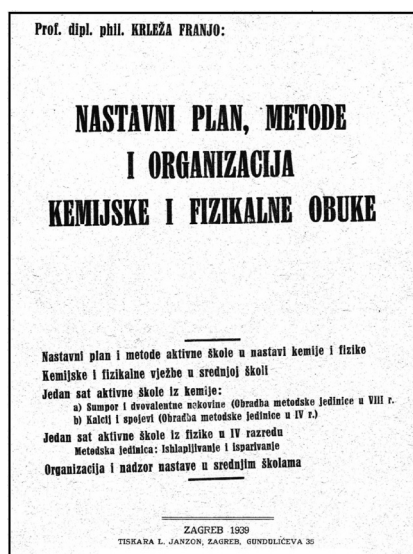 Prof. dipl. phil. KRLEŽA FRANJO:
NASTAVNI PLAN, METODE
I ORGANIZACIJA
KEMIJSKE I FIZIKALNE OBUKE
Nastavni plan i metode aktivne škole u nastavi kemije i fizike
Kemijske i fizikalne vježbe u srednjoj školi
Jedan sat aktivne škole iz kemije:
a) Sumpor i dvovalentne nekovine (Obradba metodske jedinice u VIII r.
b) Kalcij i spojevi (Obradba metodske jedinice u IV r.)
Jedan sat aktivne škole iz fizike u IV razredu
Metodska jedinica: Ishlapljivanje i isparivanje
Organizacija i nadzor nastave u srednjim školama
ZAGREB 1939
TISKARA L. JANZON, ZAGREB, GUNDULIĆEVA 35